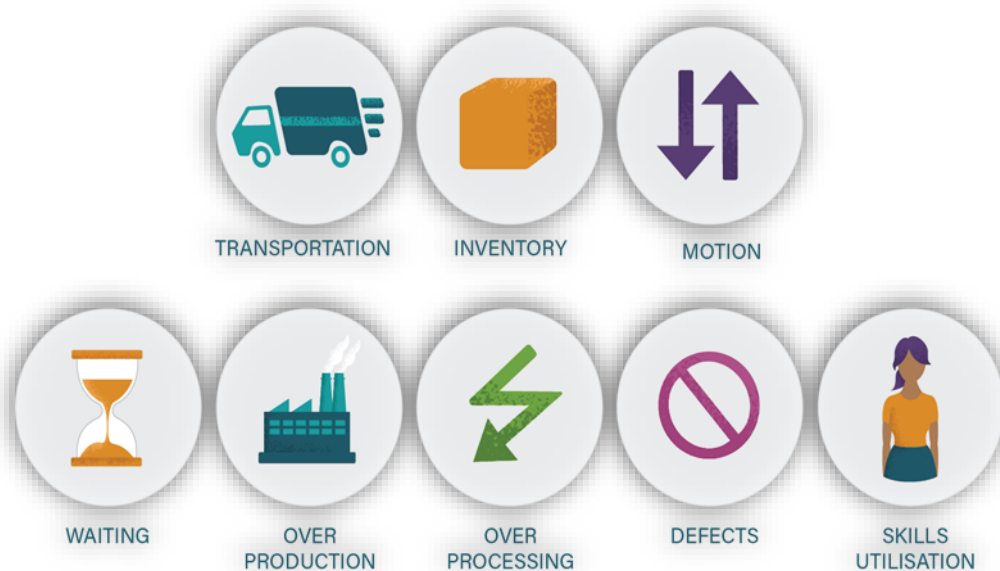 TRANSPORTATION
INVENTORY
MOTION
WAITING
OVER
PRODUCTION
OVER
PROCESSING
DEFECTS
SKILLS
UTILISATION